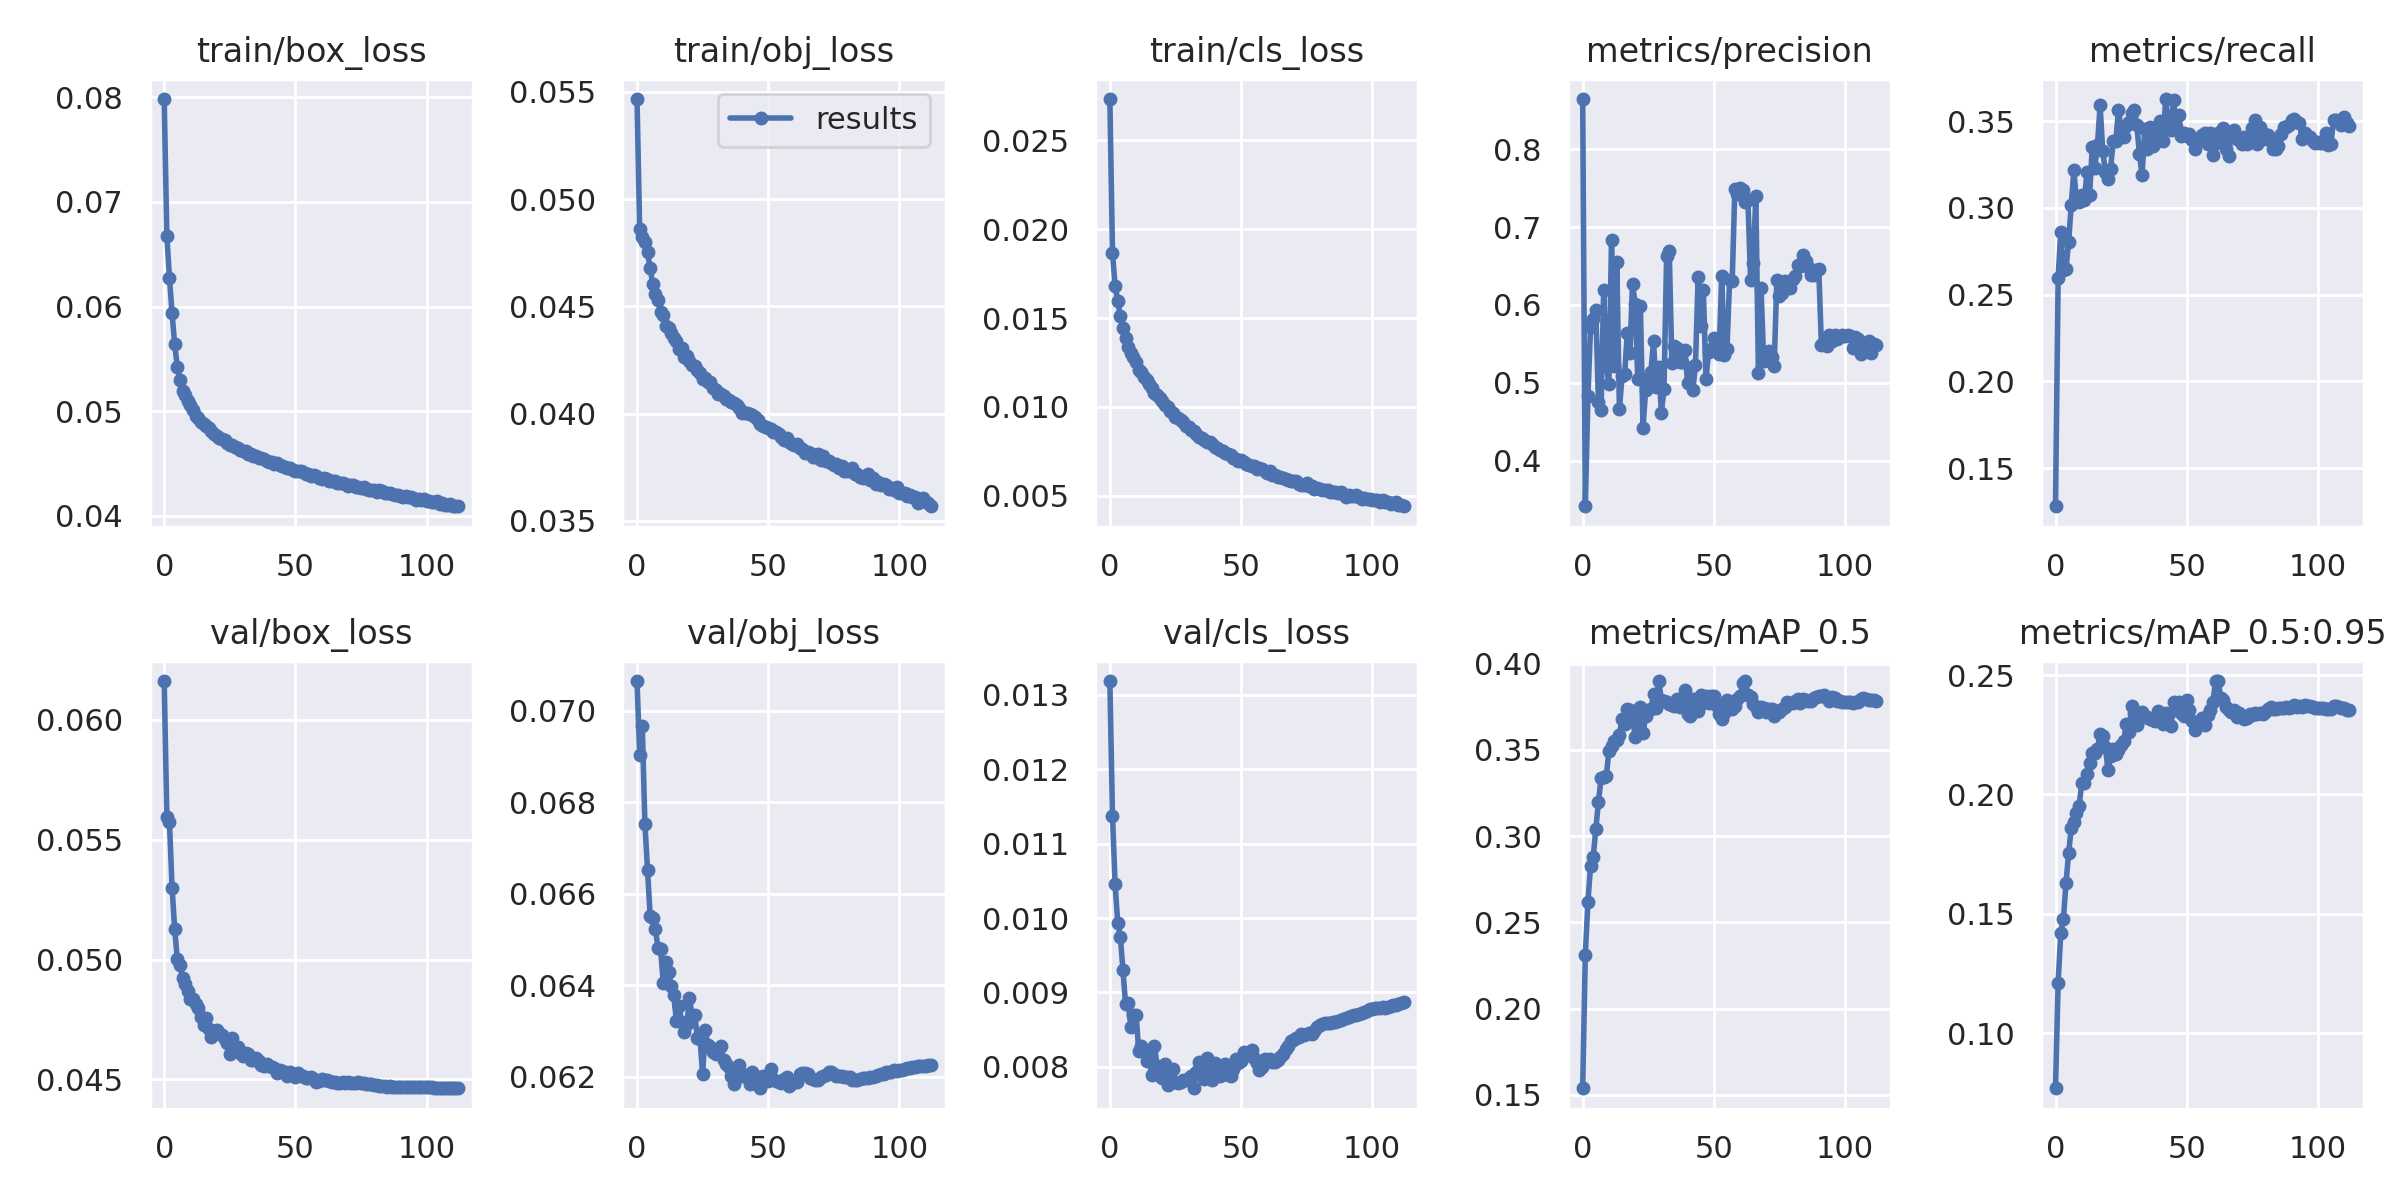 train/box_loss
0.08
0.07
0.06
0.05
0.04
0 50 100
train/obj_loss
results
0.055
0.050
0.045
0.040
0.035
0 50 100
train/cls_loss
0.025
0.020
0.015
0.010
0.005
0 50 100
metrics/precision
0.8
0.7
0.6
0.5
0.4
0 50 100
metrics/recall
0.35
0.30
0.25
0.20
0.15
0 50 100
val/box_loss
0.060
0.055
0.050
0.045
0 50 100
val/obj_loss
0.070
0.068
0.066
0.064
0.062
0 50 100
val/cls_loss
0.013
0.012
0.011
0.010
0.009
0.008
0 50 100
metrics/mAP_0.5
0.40
0.35
0.30
0.25
0.20
0.15
0 50 100
metrics/mAP_0.5:0.95
0.25
0.20
0.15
0.10
0 50 100